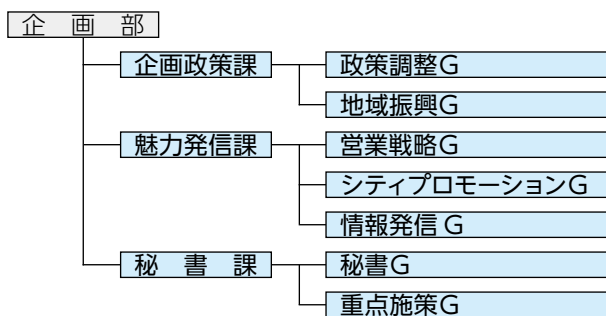 企　画　部
企画政策課
政策調整G
地域振興G
魅力発信課
営業戦略G
シティプロモーションG
情報発信 G
秘　書　課
秘書G
重点施策G